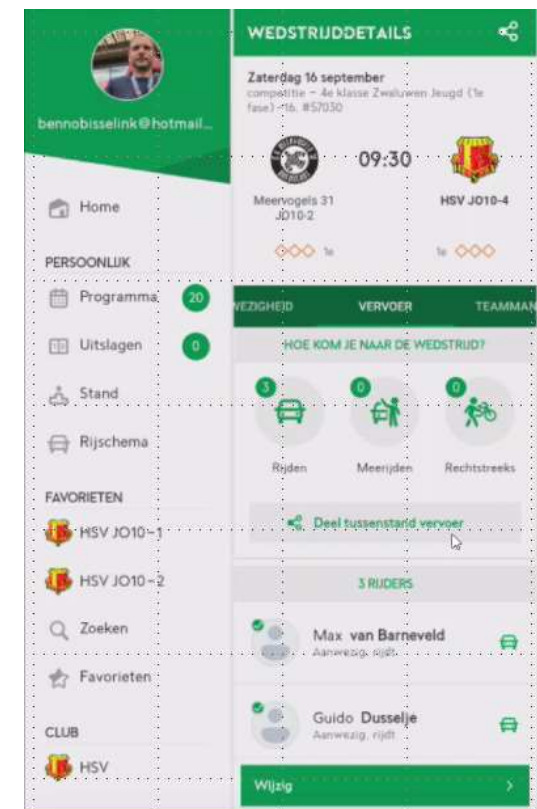 bennobisselink@hotmail...
Home
PERSOONLIJK
Programma 20
Uitslagen 0
Stand
Rijschema
FAVORIETEN
HSV JO10-1
HSV JO10-2
Zoeken
Favorieten
CLUB
HSV
WEDSTRIJDDETAILS
Zaterdag 16 september
competitie - 4e klasse Zwaluwen Jeugd (1e
fase) -16. #57030
09:30
Meervogels 31
JO10-2
HSV JO10-4
1e
1e
VEZIGHEID VERVOER TEAMMAN
HOE KOM JE NAAR DE WEDSTRIJD?
3 0 0
Rijden Meerijden Rechtstreeks
Deel tussenstand vervoer
3 RIJDERS
Max van Barneveld
Aanwezig, rijdt
Guido Dusselje
Aanwezig, rijdt
Wijzig